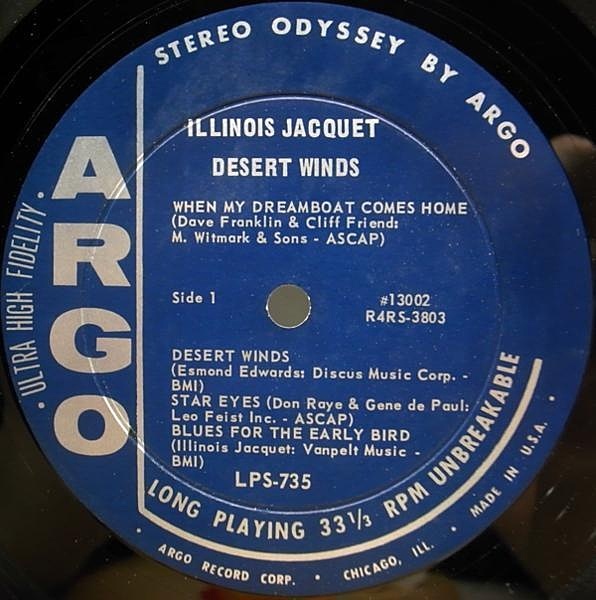 STEREO ODYSSEY BY ARGO
ARGO
• ULTRA HIGH FIDELITY •
ILLINOIS JACQUET
DESERT WINDS
WHEN MY DREAMBOAT COMES HOME
(Dave Franklin & Cliff Friend:
M. Witmark & Sons - ASCAP)
Side 1
#13002
R4RS-3803
DESERT WINDS
(Esmond Edwards: Discus Music Corp. -
BMI)
STAR EYES (Don Raye & Gene de Paul:
Leo Feist Inc. - ASCAP)
BLUES FOR THE EARLY BIRD
(Illinois Jacquet: Vanpelt Music -
BMI)
LPS-735
LONG PLAYING 33 1/3 RPM UNBREAKABLE
• ARGO RECORD CORP. • CHICAGO, ILL. • MADE IN U.S.A. •